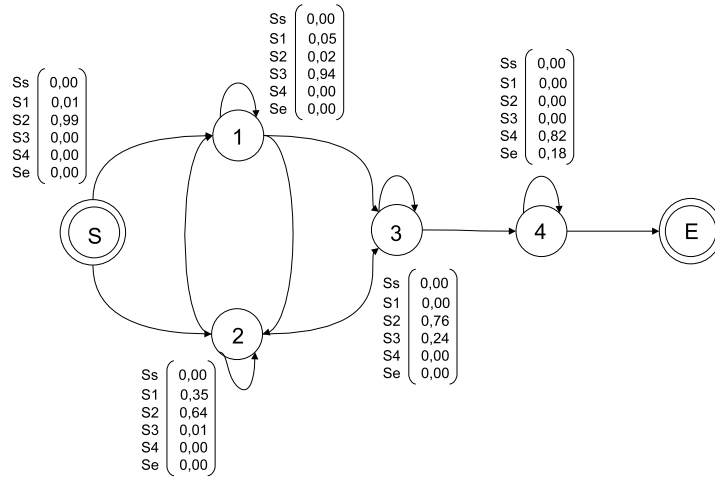 Ss 0,00
S1 0,05
S2 0,02
S3 0,94
S4 0,00
Se 0,00
Ss 0,00
S1 0,00
S2 0,00
S3 0,00
S4 0,82
Se 0,18
Ss 0,00
S1 0,01
S2 0,99
S3 0,00
S4 0,00
Se 0,00
1
S
3
4
E
2
Ss 0,00
S1 0,00
S2 0,76
S3 0,24
S4 0,00
Se 0,00
Ss 0,00
S1 0,35
S2 0,64
S3 0,01
S4 0,00
Se 0,00